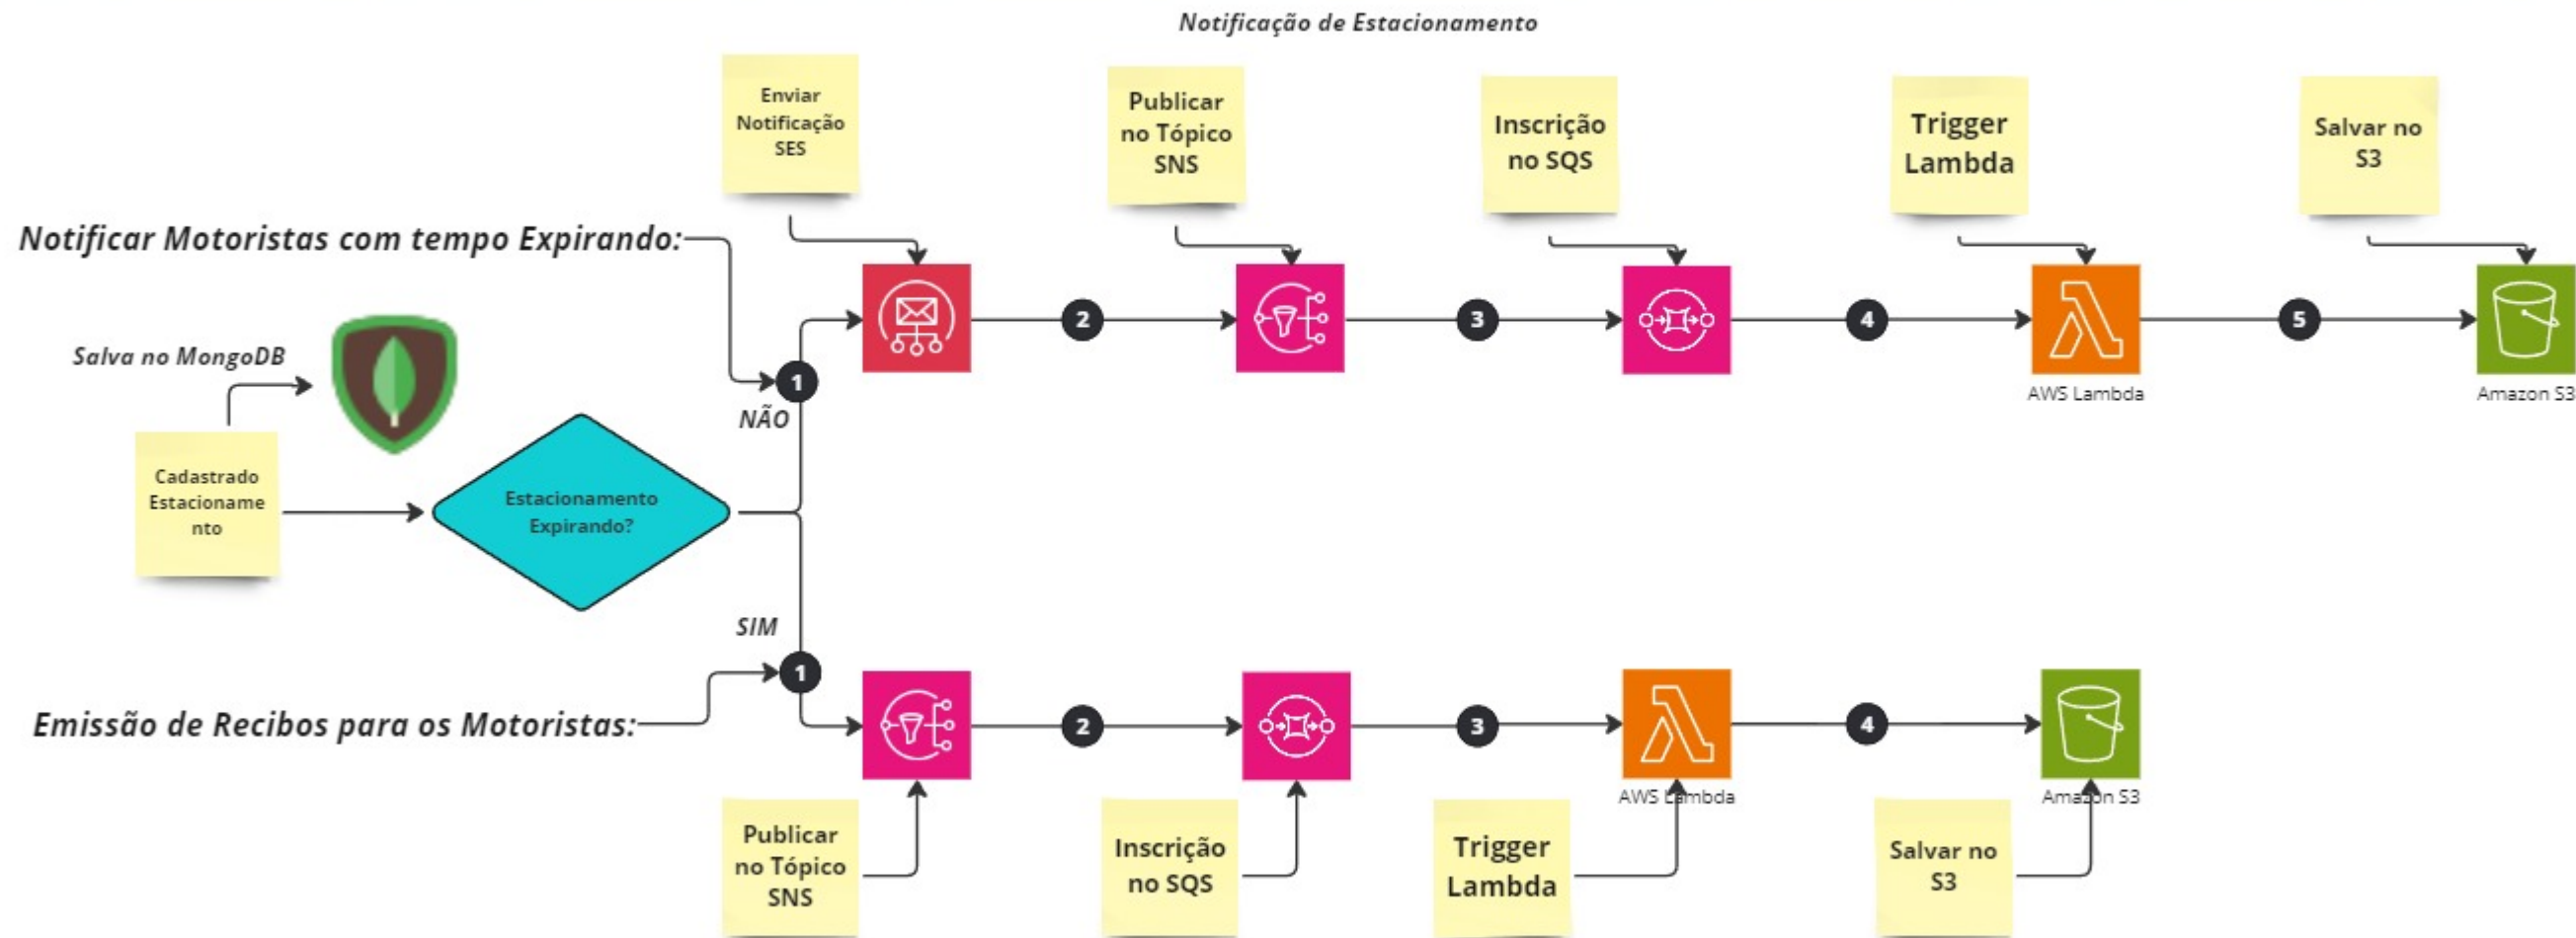 Notificação de Estacionamento
Enviar
Notificação
SES
Publicar
no Tópico
SNS
Inscrição
no SQS
Trigger
Lambda
Salvar no
S3
Notificar Motoristas com tempo Expirando:
2
3
4
5
Salva no MongoDB
1
NÃO
AWS Lambda
Amazon S3
Cadastrado
Estacioname
nto
Estacionamento
Expirando?
SIM
1
Emissão de Recibos para os Motoristas:
2
3
4
AWS Lambda
Amazon S3
Publicar
no Tópico
SNS
Inscrição
no SQS
Trigger
Lambda
Salvar no
S3